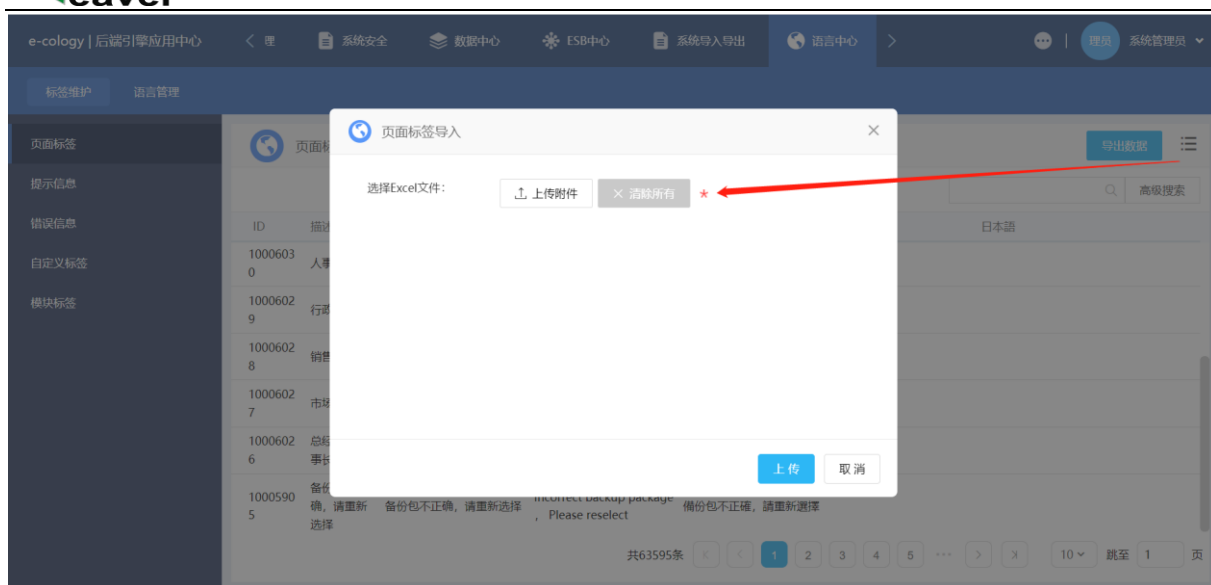 e-cology | 后端引擎应用中心 理 系统安全 数据中心 ESB中心 系统导入导出 语言中心 理员 系统管理员
标签维护 语言管理
页面标签
提示信息
错误信息
自定义标签
模块标签
页面标签导入
导出数据
选择Excel文件:
上传附件
清除所有
*
高级搜索
ID 日本語
1000603
0
1000602
9
1000602
8
1000602
7
1000602
6
上传
取消
1000590
5
确, 请重新
选择
备份包不正确, 请重新选择
Incorrect backup package
, Please reselect
備份包不正確, 請重新選擇
共63595条 1 2 3 4 5 ··· 10 跳至 1 页